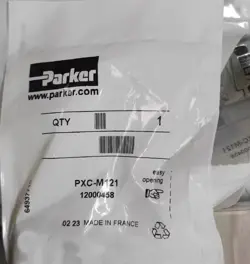 Parker
www.parker.com
QTY 1
PXC-M121
12000458
easy
opening
02 23 MADE IN FRANCE